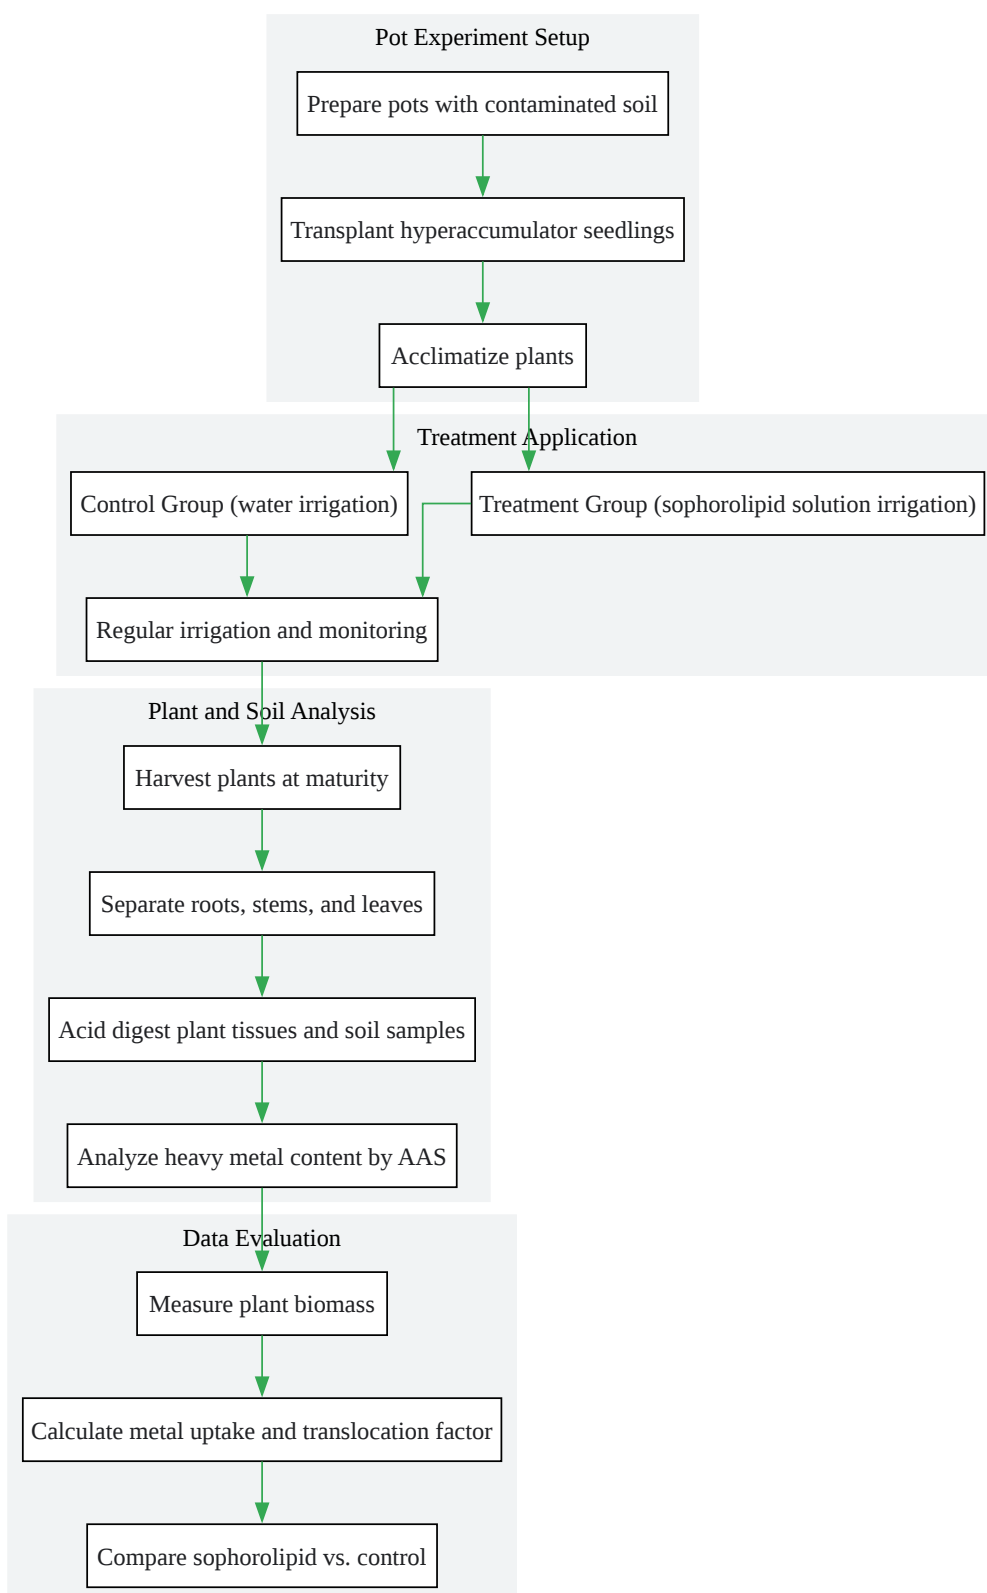 Pot Experiment Setup
Prepare pots with contaminated soil
Transplant hyperaccumulator seedlings
Acclimatize plants
Treatment Application
Control Group (water irrigation)
Treatment Group (sophorolipid solution irrigation)
Regular irrigation and monitoring
Plant and Soil Analysis
Harvest plants at maturity
Separate roots, stems, and leaves
Acid digest plant tissues and soil samples
Analyze heavy metal content by AAS
Data Evaluation
Measure plant biomass
Calculate metal uptake and translocation factor
Compare sophorolipid vs. control